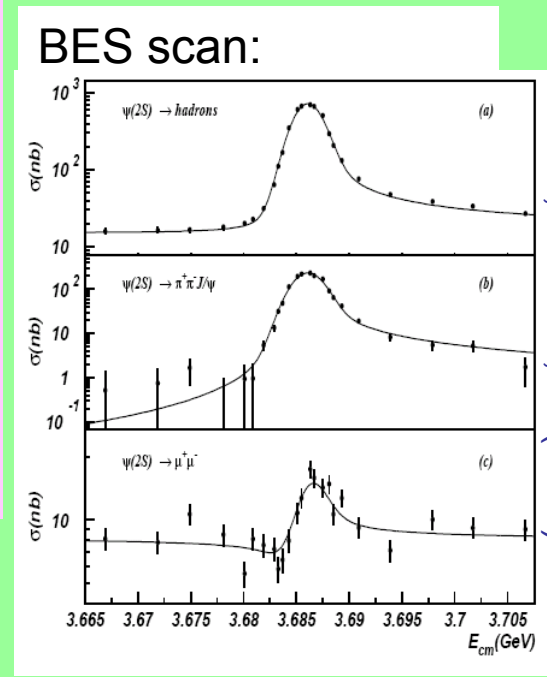 BES scan:
10³
ψ(2S) → hadrons
(a)
σ(nb)
10²
10
ψ(2S) → π⁺π⁻J/ψ
(b)
10²
σ(nb)
10
1
10⁻¹
ψ(2S) → μ⁺μ⁻
(c)
σ(nb)
10
3.665 3.67 3.675 3.68 3.685 3.69 3.695 3.7 3.705
E_cm(GeV)